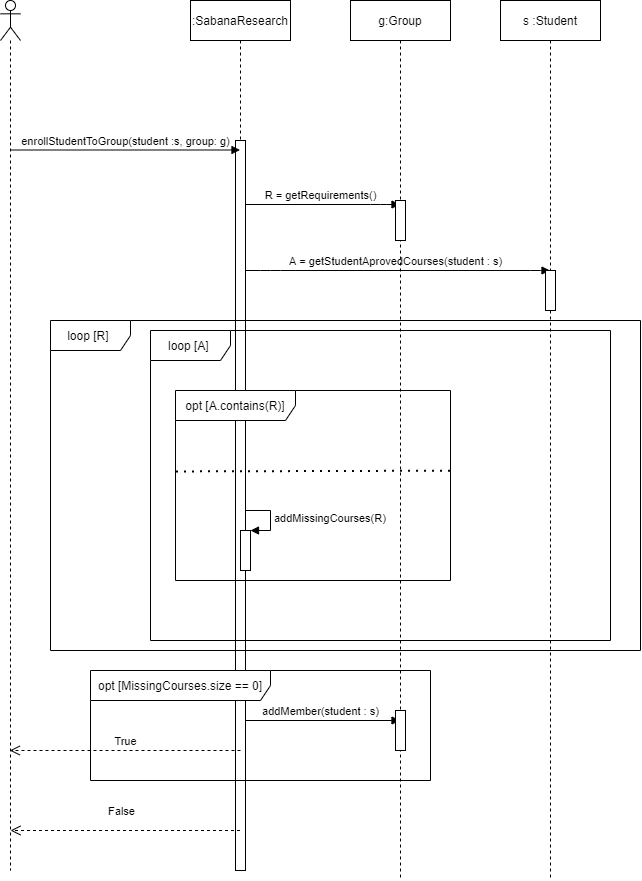 :SabanaResearch
g:Group
s :Student
enrollStudentToGroup(student :s, group: g)
R = getRequirements()
A = getStudentAprovedCourses(student : s)
loop [R]
loop [A]
opt [A.contains(R)]
addMissingCourses(R)
opt [MissingCourses.size == 0]
addMember(student : s)
True
False